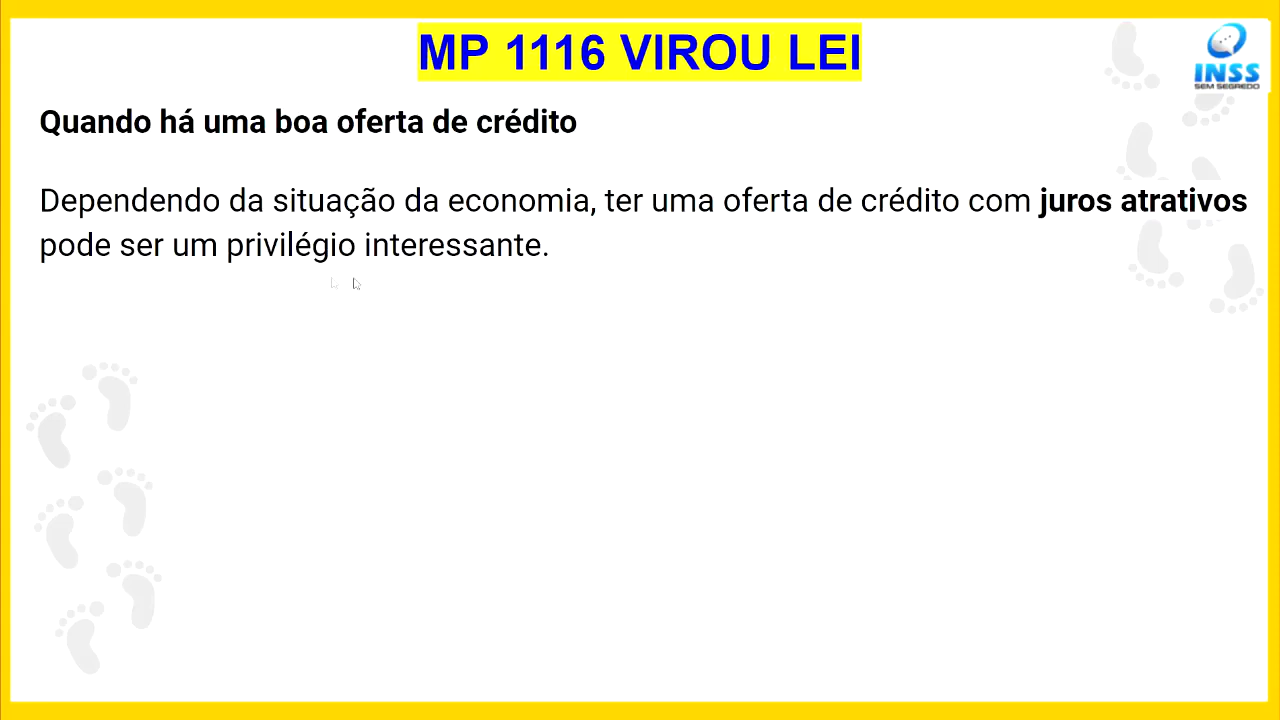 MP 1116 VIROU LEI
INSS
SEM SEGREDO
Quando há uma boa oferta de crédito
Dependendo da situação da economia, ter uma oferta de crédito com juros atrativos
pode ser um privilégio interessante.